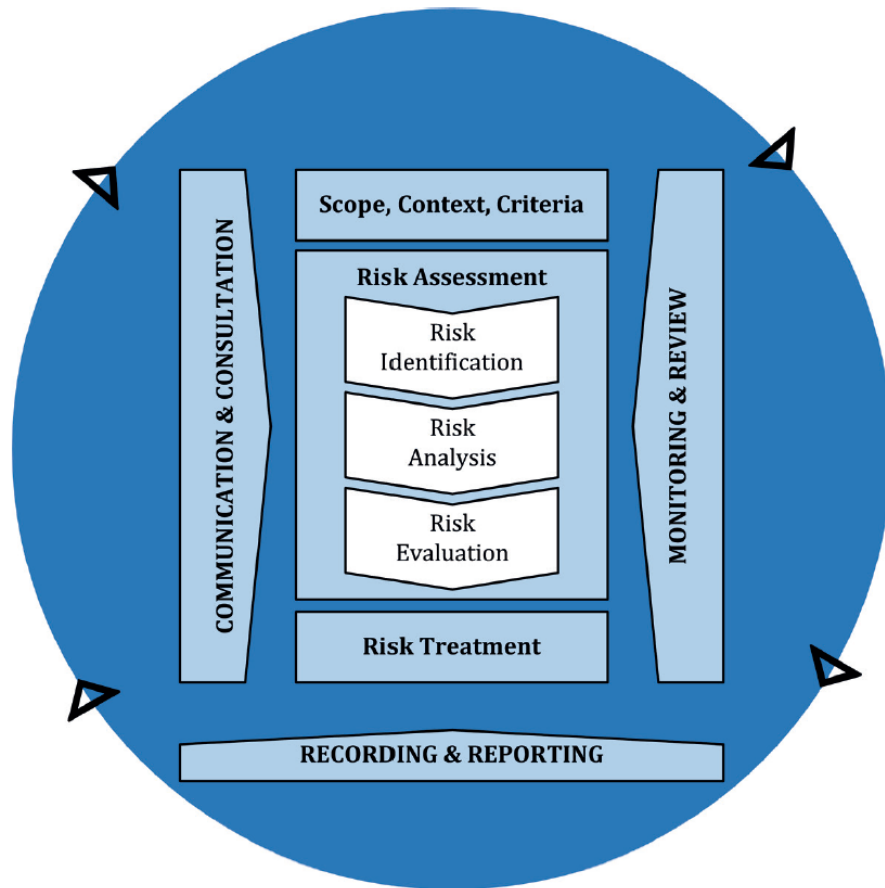 Scope, Context, Criteria
COMMUNICATION & CONSULTATION
Risk Assessment
Risk
Identification
Risk
Analysis
Risk
Evaluation
MONITORING & REVIEW
Risk Treatment
RECORDING & REPORTING